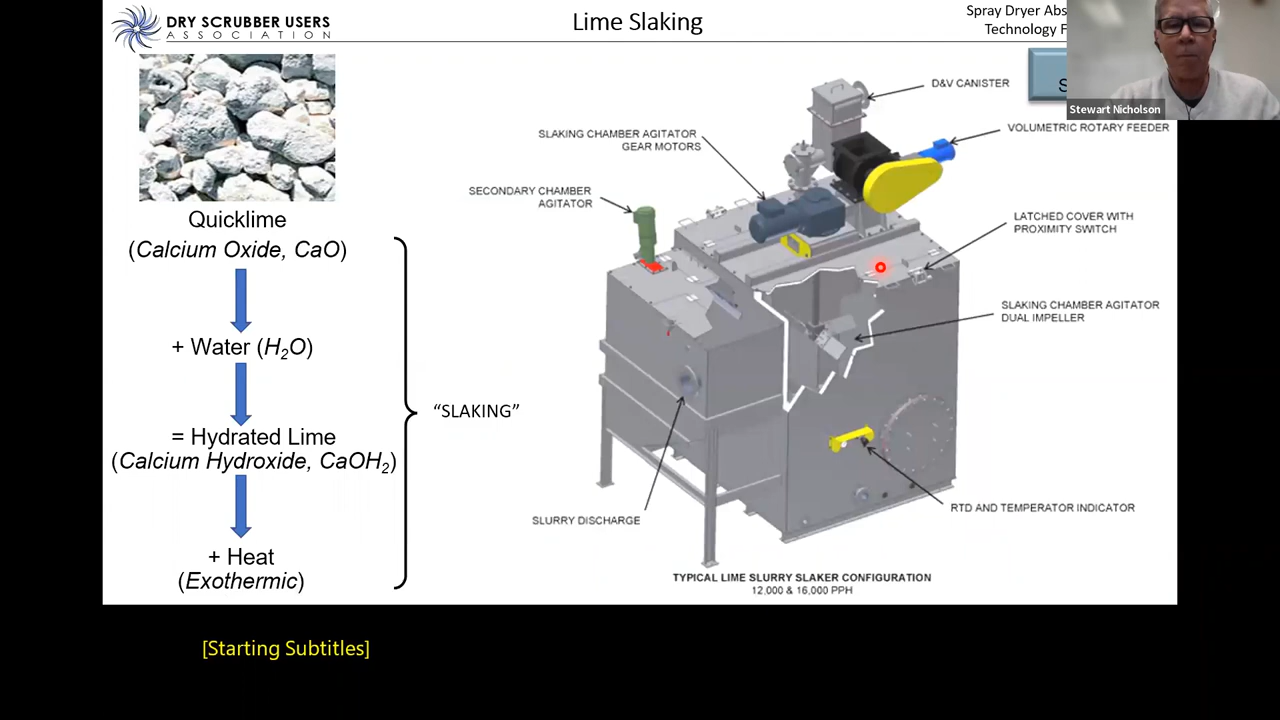 DRY SCRUBBER USERS
ASSOCIATION
Lime Slaking
Spray Dryer
Technology
Stewart Nicholson
D&V CANISTER
SLAKING CHAMBER AGITATOR
GEAR MOTORS
VOLUMETRIC ROTARY FEEDER
SECONDARY CHAMBER
AGITATOR
LATCHED COVER WITH
PROXIMITY SWITCH
SLAKING CHAMBER AGITATOR
DUAL IMPELLER
Quicklime
(Calcium Oxide, CaO)
+ Water (H₂O)
= Hydrated Lime
(Calcium Hydroxide, CaOH₂)
+ Heat
(Exothermic)
“SLAKING”
SLURRY DISCHARGE
RTD AND TEMPERATOR INDICATOR
TYPICAL LIME SLURRY SLAKER CONFIGURATION
12,000 & 16,000 PPH
[Starting Subtitles]